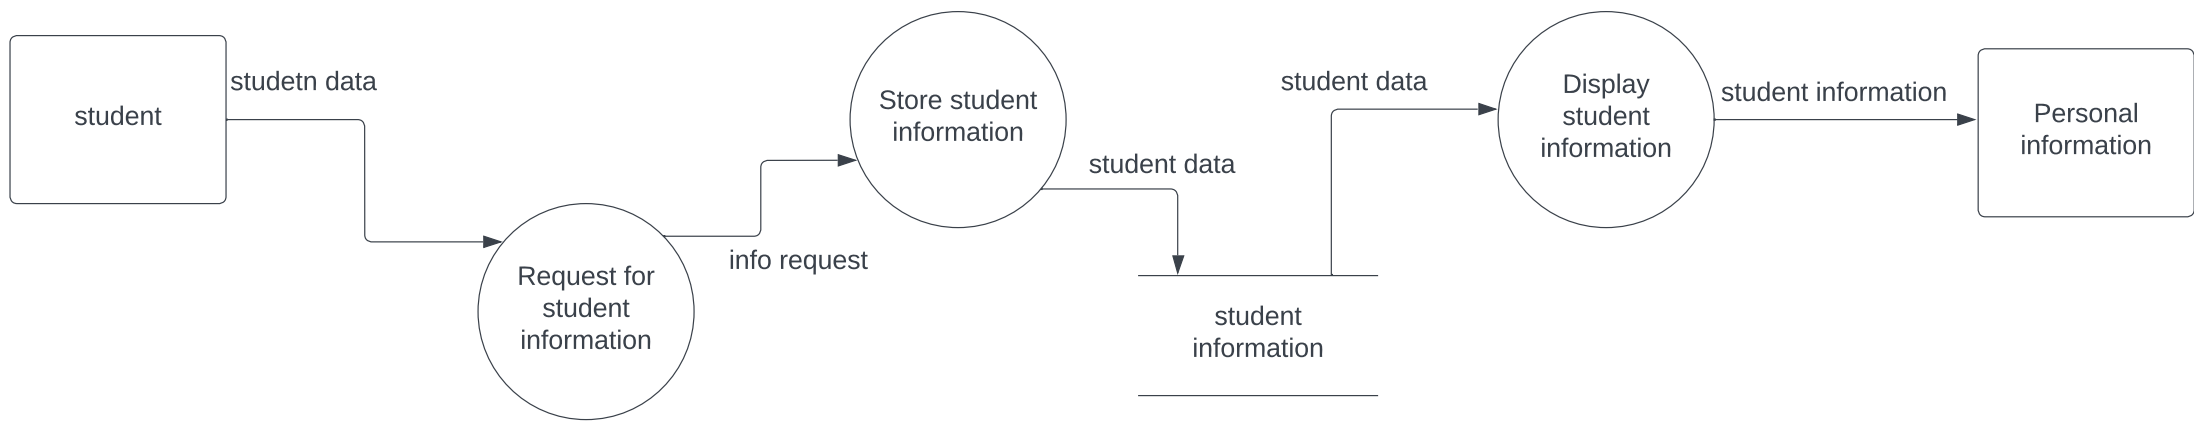 student
studetn data
Request for
student
information
info request
Store student
information
student data
student
information
student data
Display
student
information
student information
Personal
information